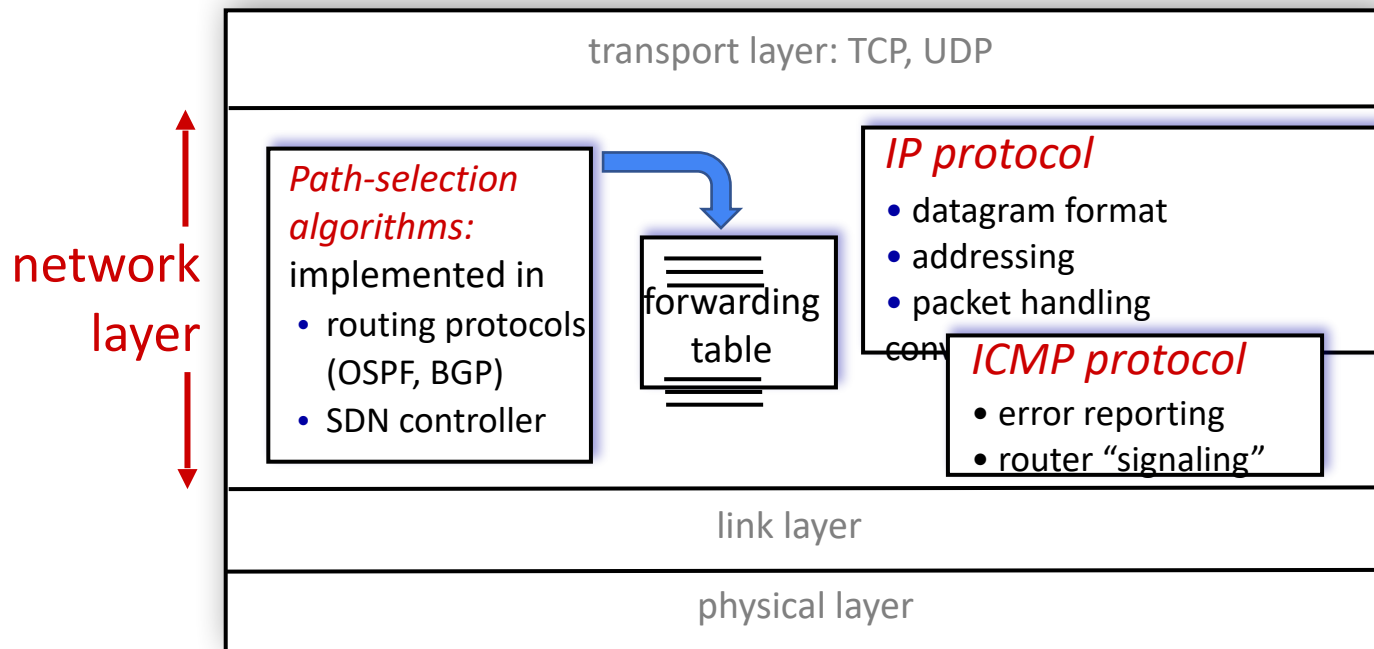 transport layer: TCP, UDP
network
layer
Path-selection
algorithms:
implemented in
• routing protocols
(OSPF, BGP)
• SDN controller
forwarding
table
IP protocol
• datagram format
• addressing
• packet handling
ICMP protocol
• error reporting
• router “signaling”
link layer
physical layer